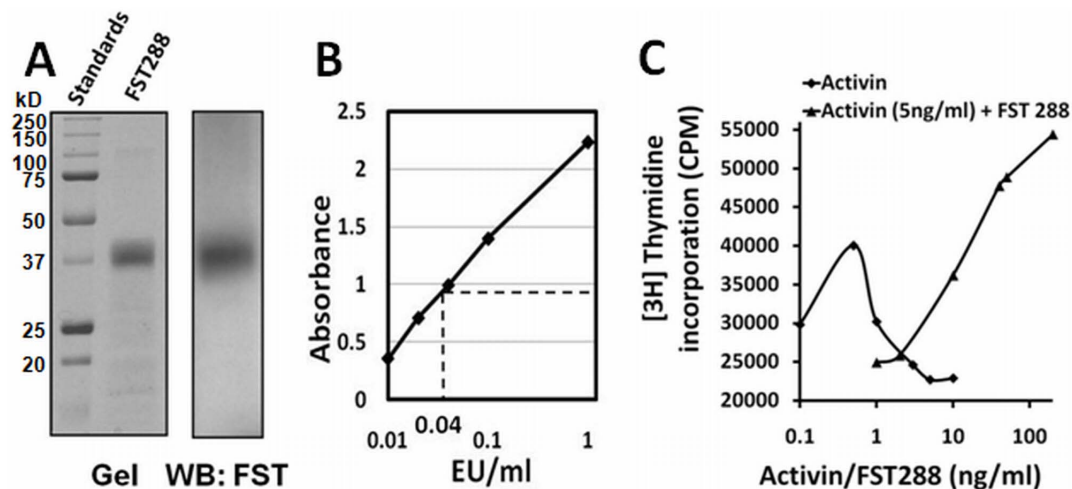 A
Standards
FST288
kD
250
150
100
75
50
37
25
20
Gel
WB: FST
B
2.5
2
1.5
1
0.5
0
Absorbance
0.01
0.04
0.1
1
EU/ml
C
Activin
Activin (5ng/ml) + FST 288
[3H] Thymidine
incorporation (CPM)
55000
50000
45000
40000
35000
30000
25000
20000
0.1
1
10
100
Activin/FST288 (ng/ml)